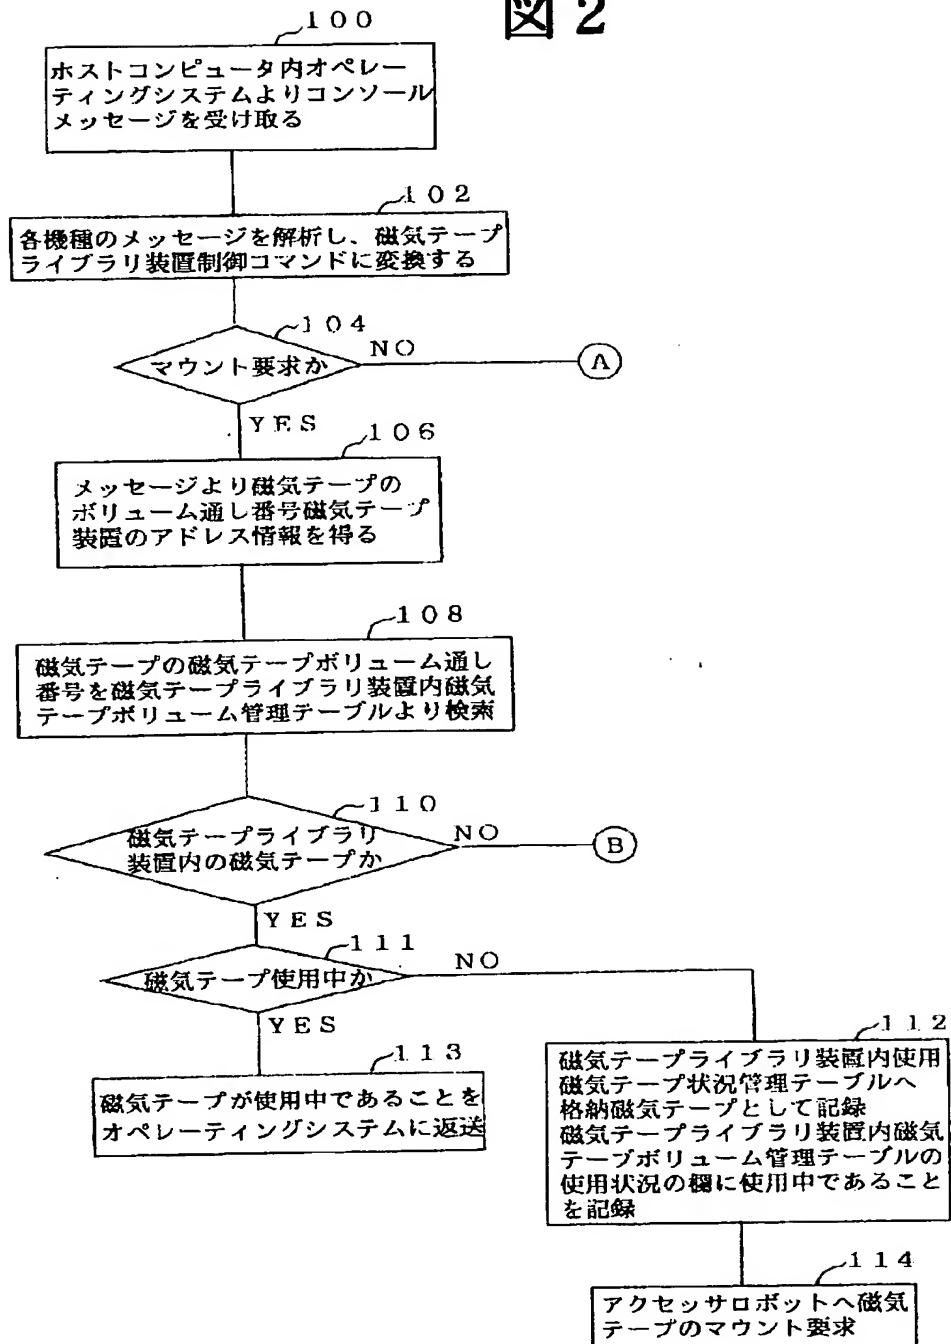 図2
100
ホストコンピュータ内オペレー
ティングシステムよりコンソール
メッセージを受け取る
102
各機種のメッセージを解析し、磁気テープ
ライブラリ装置制御コマンドに変換する
104
マウント要求か
NO
A
YES
106
メッセージより磁気テープの
ボリューム通し番号磁気テープ
装置のアドレス情報を得る
108
磁気テープの磁気テープボリューム通し
番号を磁気テープライブラリ装置内磁気
テープボリューム管理テーブルより検索
110
磁気テープライブラリ
装置内の磁気テープか
NO
B
YES
111
磁気テープ使用中か
NO
YES
113
磁気テープが使用中であることを
オペレーティングシステムに返送
112
磁気テープライブラリ装置内使用
磁気テープ状況管理テーブルへ
格納磁気テープとして記録
磁気テープライブラリ装置内磁気
テープボリューム管理テーブルの
使用状況の欄に使用中であること
を記録
114
アクセッサロボットへ磁気
テープのマウント要求